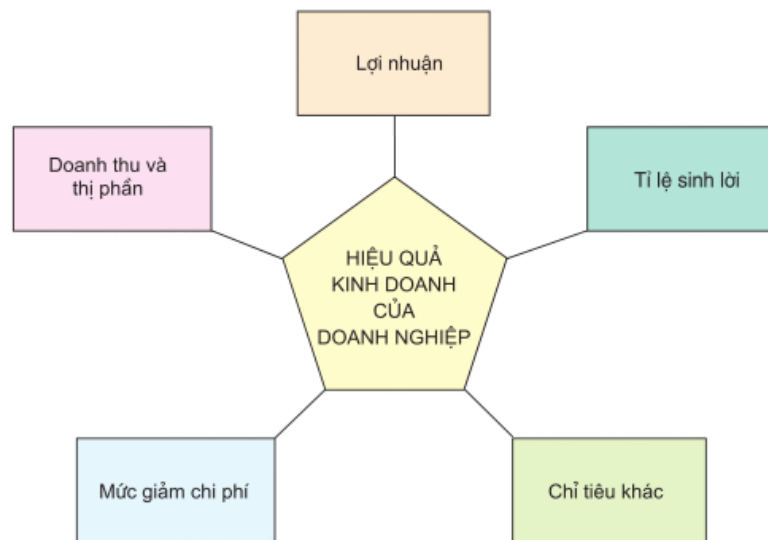 Lợi nhuận
Doanh thu và
thị phần
Tỉ lệ sinh lời
HIỆU QUẢ
KINH DOANH
CỦA
DOANH NGHIỆP
Mức giảm chi phí
Chỉ tiêu khác